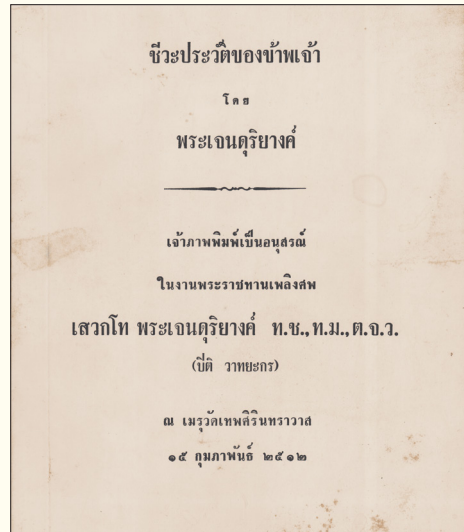 ชีวะประวัติของข้าพเจ้า
โดย
พระเจนดุริยางค์
เจ้าภาพพิมพ์เป็นอนุสรณ์
ในงานพระราชทานเพลิงศพ
เสวกโท พระเจนดุริยางค์ ท.ช.,ท.ม.,ต.จ.ว.
(ปิติ วาทยะกร)
ณ เมรุวัดเทพศิรินทราวาส
๑๕ กุมภาพันธ์ ๒๕๑๒